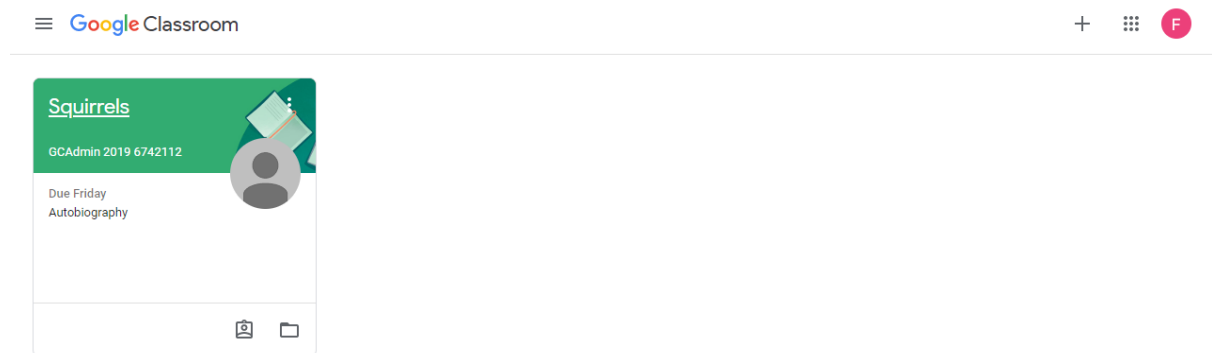 Google Classroom
F
Squirrels
GCAdmin 2019 6742112
Due Friday
Autobiography